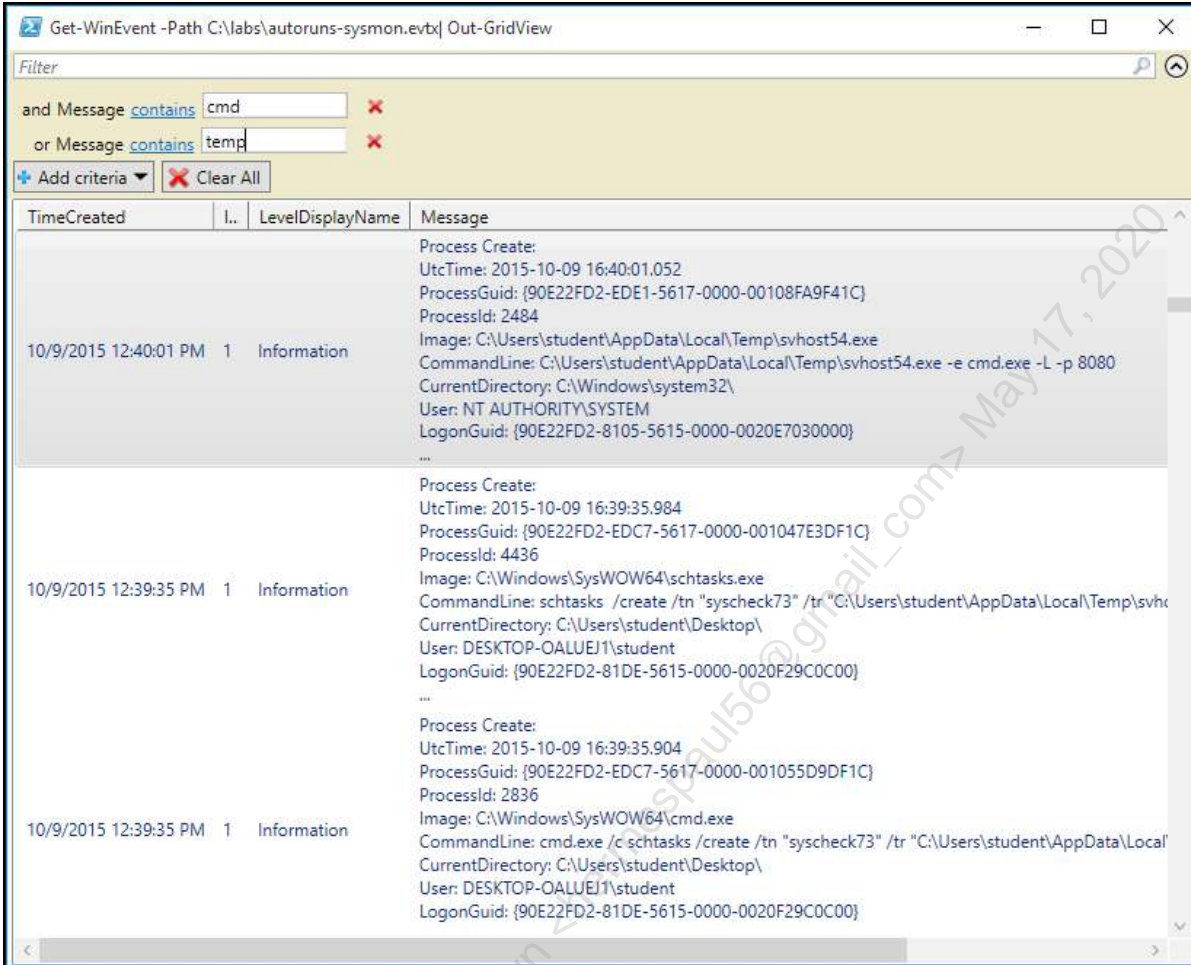 Get-WinEvent -Path C:\labs\autoruns-sysmon.evtx| Out-GridView
Filter
and Message contains cmd
or Message contains temp
Add criteria Clear All
TimeCreated I.. LevelDisplayName Message
Process Create:
UtcTime: 2015-10-09 16:40:01.052
ProcessGuid: {90E22FD2-EDE1-5617-0000-00108FA9F41C}
ProcessId: 2484
Image: C:\Users\student\AppData\Local\Temp\svhost54.exe
10/9/2015 12:40:01 PM 1 Information
CommandLine: C:\Users\student\AppData\Local\Temp\svhost54.exe -e cmd.exe -L -p 8080
CurrentDirectory: C:\Windows\system32\
User: NT AUTHORITY\SYSTEM
LogonGuid: {90E22FD2-8105-5615-0000-0020E7030000}
...
Process Create:
UtcTime: 2015-10-09 16:39:35.984
ProcessGuid: {90E22FD2-EDC7-5617-0000-001047E3DF1C}
ProcessId: 4436
10/9/2015 12:39:35 PM 1 Information
Image: C:\Windows\SysWOW64\schtasks.exe
CommandLine: schtasks /create /tn "syscheck73" /tr "C:\Users\student\AppData\Local\Temp\svho
CurrentDirectory: C:\Users\student\Desktop\
User: DESKTOP-OALUEJ1\student
LogonGuid: {90E22FD2-81DE-5615-0000-0020F29C0C00}
...
Process Create:
UtcTime: 2015-10-09 16:39:35.904
ProcessGuid: {90E22FD2-EDC7-5617-0000-001055D9DF1C}
ProcessId: 2836
10/9/2015 12:39:35 PM 1 Information
Image: C:\Windows\SysWOW64\cmd.exe
CommandLine: cmd.exe /c schtasks /create /tn "syscheck73" /tr "C:\Users\student\AppData\Local\
CurrentDirectory: C:\Users\student\Desktop\
User: DESKTOP-OALUEJ1\student
LogonGuid: {90E22FD2-81DE-5615-0000-0020F29C0C00}
May 17, 2020